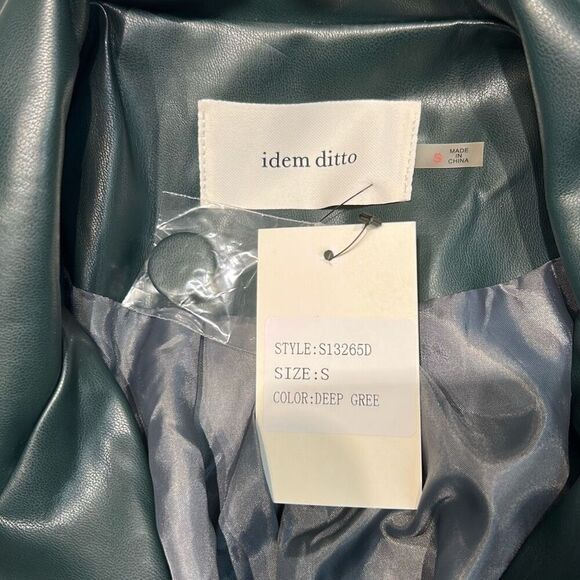 idem ditto
S
MADE
IN
CHINA
STYLE:S13265D
SIZE:S
COLOR:DEEP GREE